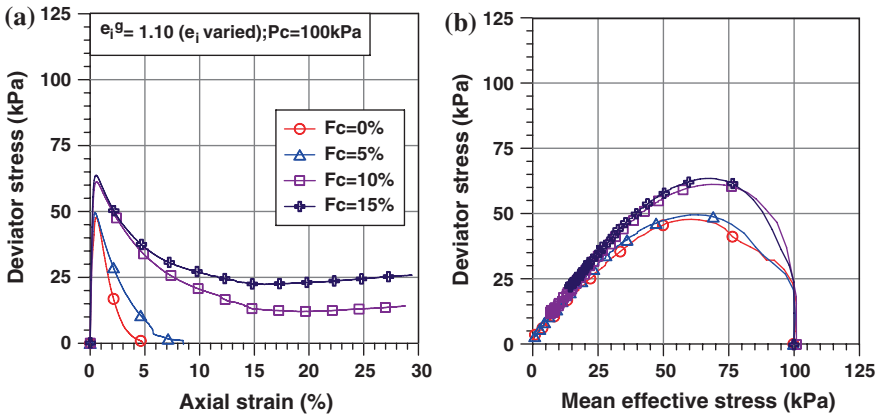 (a)
e_i^g= 1.10 (e_i varied);Pc=100kPa
Deviator stress (kPa)
125
100
75
50
25
0
Fc=0%
Fc=5%
Fc=10%
Fc=15%
0 5 10 15 20 25 30
Axial strain (%)
(b)
Deviator stress (kPa)
125
100
75
50
25
0
0 25 50 75 100 125
Mean effective stress (kPa)